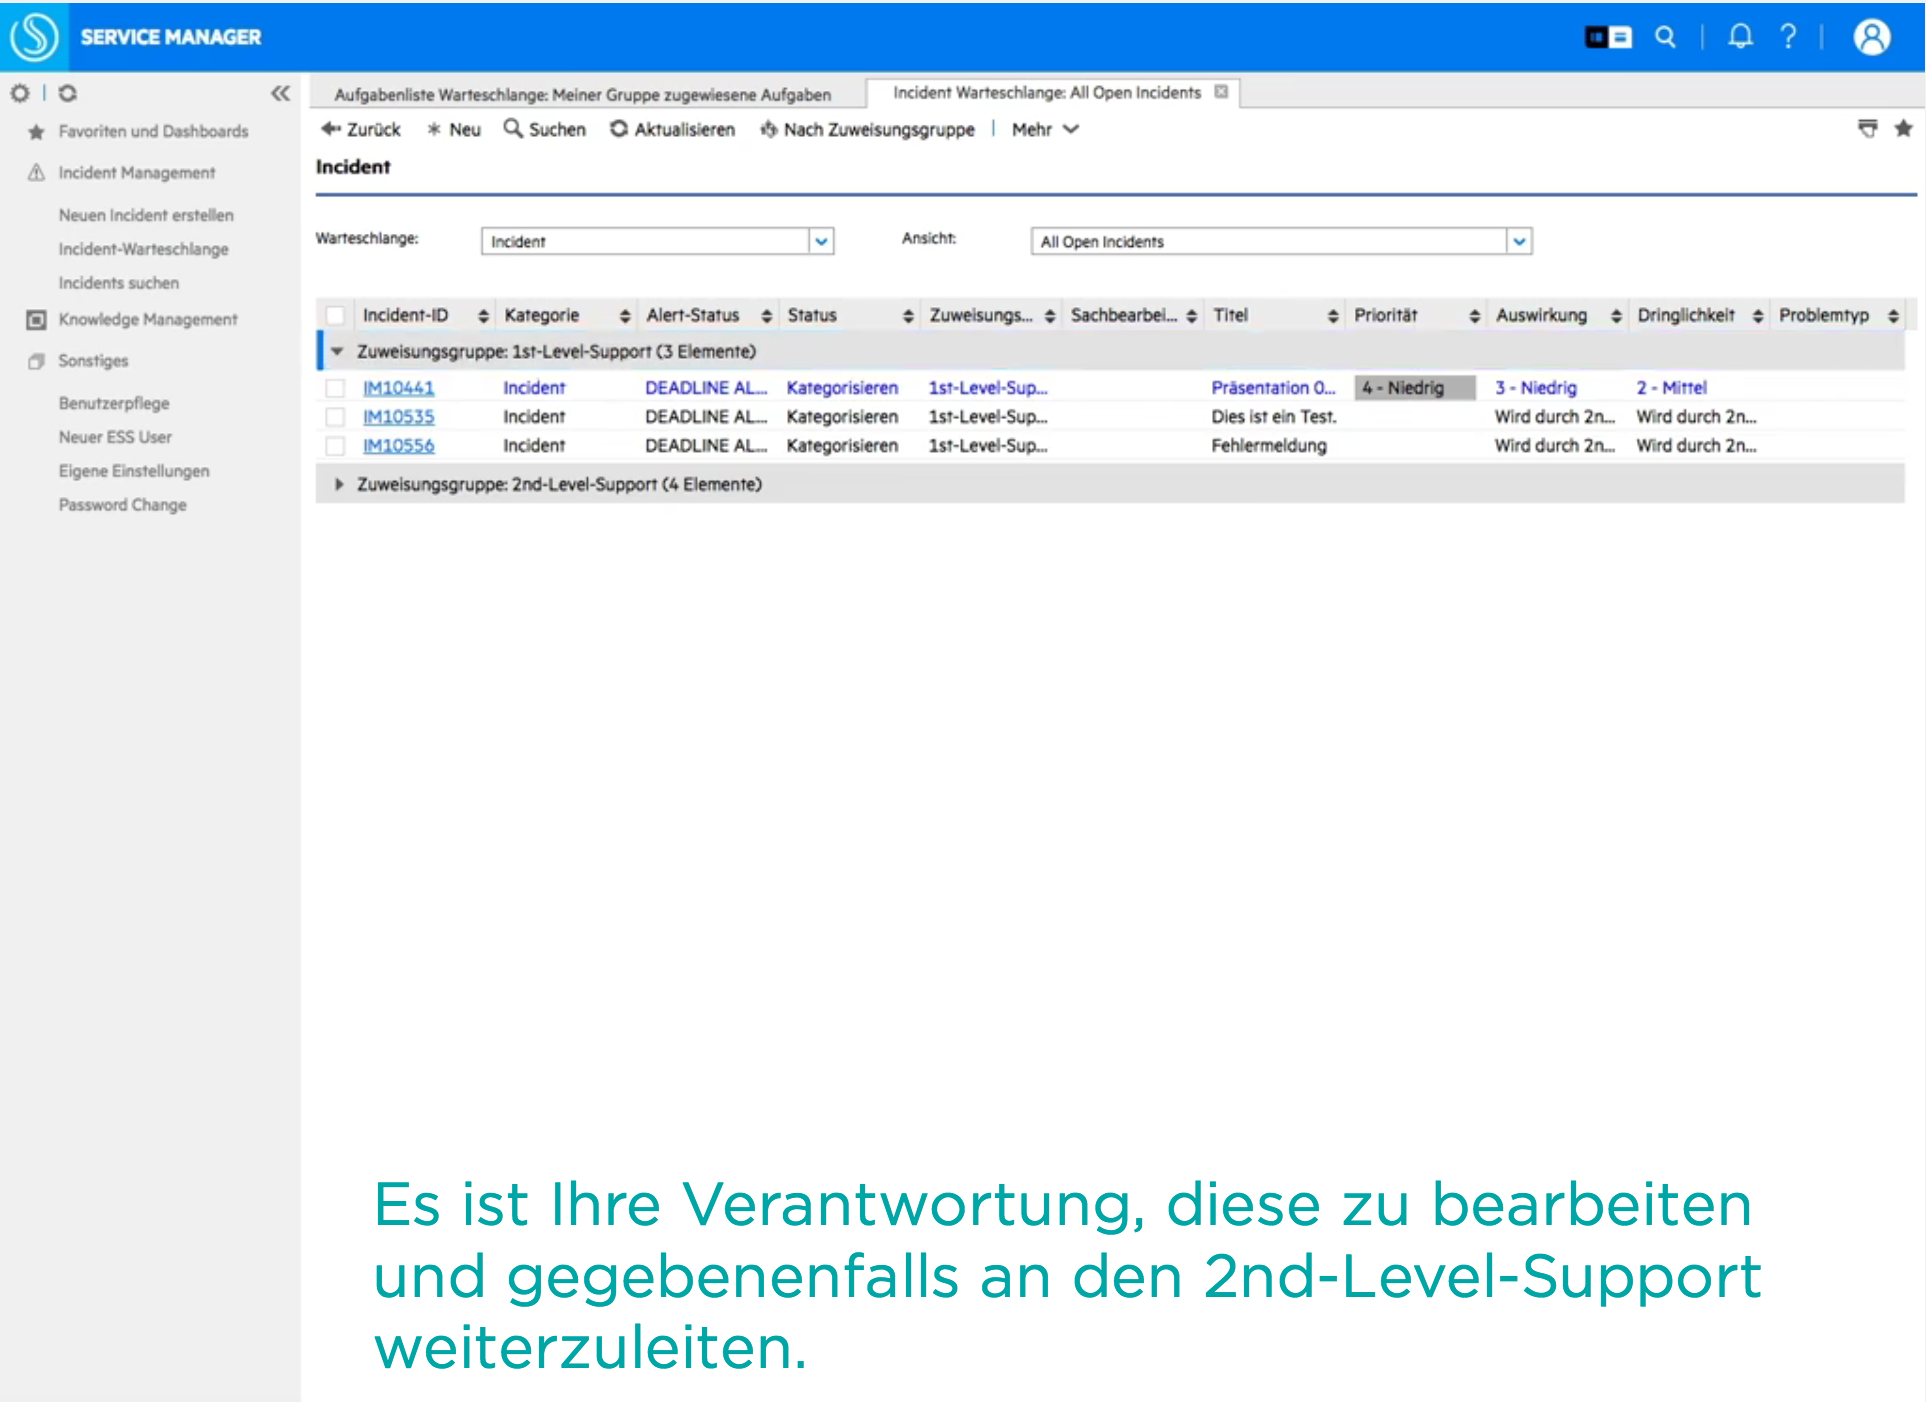 SERVICE MANAGER
Aufgabenliste Warteschlange: Meiner Gruppe zugewiesene Aufgaben
Incident Warteschlange: All Open Incidents
Favoriten und Dashboards
Incident Management
Neuen Incident erstellen
Incident-Warteschlange
Incidents suchen
Knowledge Management
Sonstiges
Benutzerpflege
Neuer ESS User
Eigene Einstellungen
Password Change
Zurück Neu Suchen Aktualisieren Nach Zuweisungsgruppe | Mehr
Incident
Warteschlange: Incident Ansicht: All Open Incidents
Incident-ID Kategorie Alert-Status Status Zuweisungs... Sachbearbei... Titel Priorität Auswirkung Dringlichkeit Problemtyp
Zuweisungsgruppe: 1st-Level-Support (3 Elemente)
IM10441 Incident DEADLINE AL... Kategorisieren 1st-Level-Sup... Präsentation 0... 4 - Niedrig 3 - Niedrig 2 - Mittel
IM10535 Incident DEADLINE AL... Kategorisieren 1st-Level-Sup... Dies ist ein Test. Wird durch 2n... Wird durch 2n...
IM10556 Incident DEADLINE AL... Kategorisieren 1st-Level-Sup... Fehlermeldung Wird durch 2n... Wird durch 2n...
Zuweisungsgruppe: 2nd-Level-Support (4 Elemente)
Es ist Ihre Verantwortung, diese zu bearbeiten
und gegebenenfalls an den 2nd-Level-Support
weiterzuleiten.